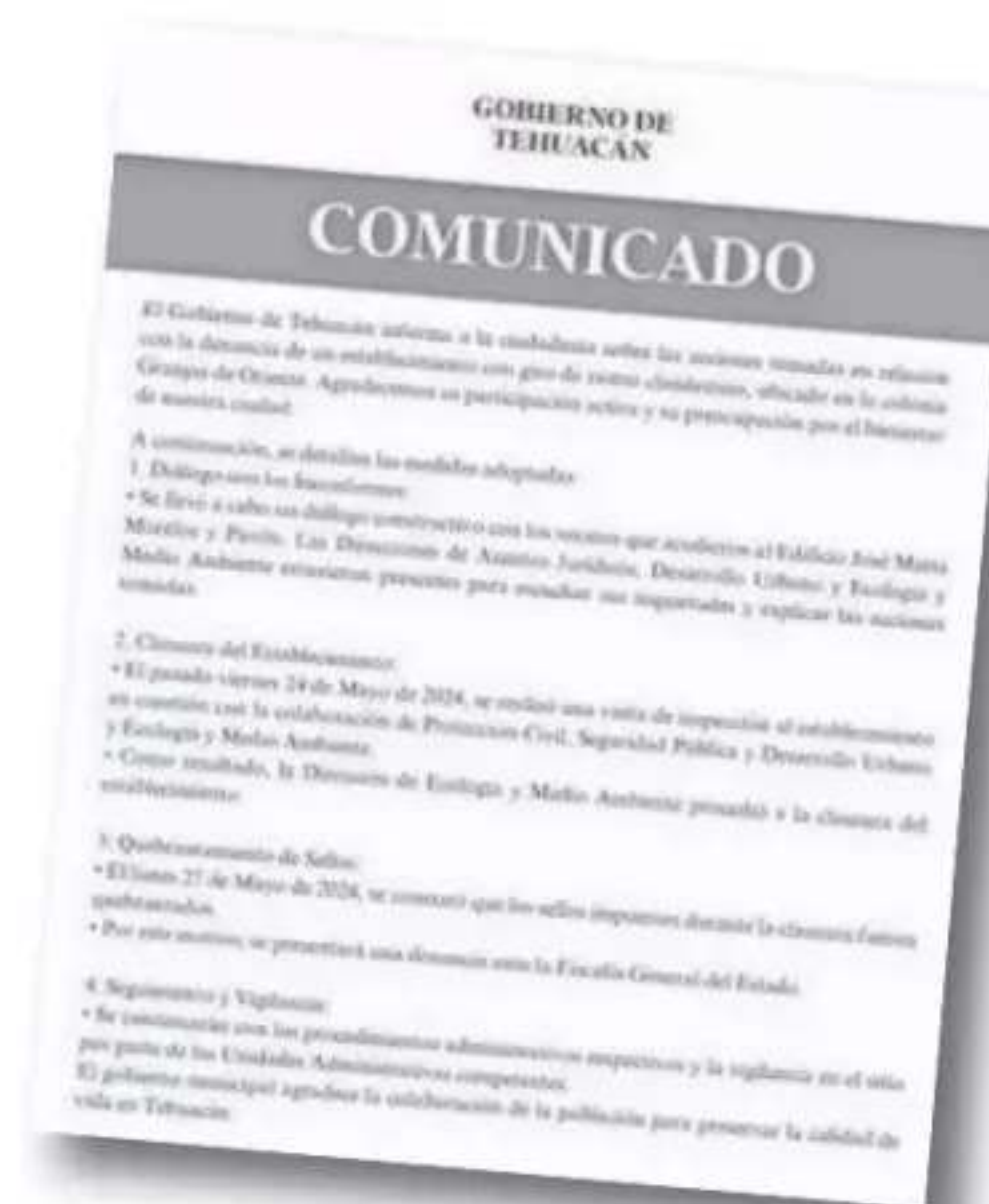 GOBIERNO DE
TEHUACÁN
COMUNICADO
El Gobierno de Tehuacán informa a la ciudadanía sobre las acciones tomadas en relación
con la denuncia de un establecimiento con giro de rastro clandestino, ubicado en la colonia
Granjas de Oriente. Agradecemos su participación activa y su preocupación por el bienestar
de nuestra ciudad.
A continuación, se detallan las medidas adoptadas:
1. Diálogo con los Inconformes:
• Se llevó a cabo un diálogo constructivo con los vecinos que acudieron al Edificio José María
Morelos y Pavón. Las Direcciones de Asuntos Jurídicos, Desarrollo Urbano y Ecología y
Medio Ambiente estuvieron presentes para escuchar sus inquietudes y explicar las acciones
tomadas.
2. Clausura del Establecimiento:
• El pasado viernes 24 de Mayo de 2024, se realizó una visita de inspección al establecimiento
en cuestión con la colaboración de Protección Civil, Seguridad Pública y Desarrollo Urbano
y Ecología y Medio Ambiente.
• Como resultado, la Dirección de Ecología y Medio Ambiente procedió a la clausura del
establecimiento.
3. Quebrantamiento de Sellos:
• El lunes 27 de Mayo de 2024, se constató que los sellos impuestos durante la clausura fueron
quebrantados.
• Por este motivo, se presentará una denuncia ante la Fiscalía General del Estado.
4. Seguimiento y Vigilancia:
• Se continuarán con los procedimientos administrativos respectivos y la vigilancia en el sitio
por parte de las Unidades Administrativas competentes.
El gobierno municipal agradece la colaboración de la población para preservar la calidad de
vida en Tehuacán.